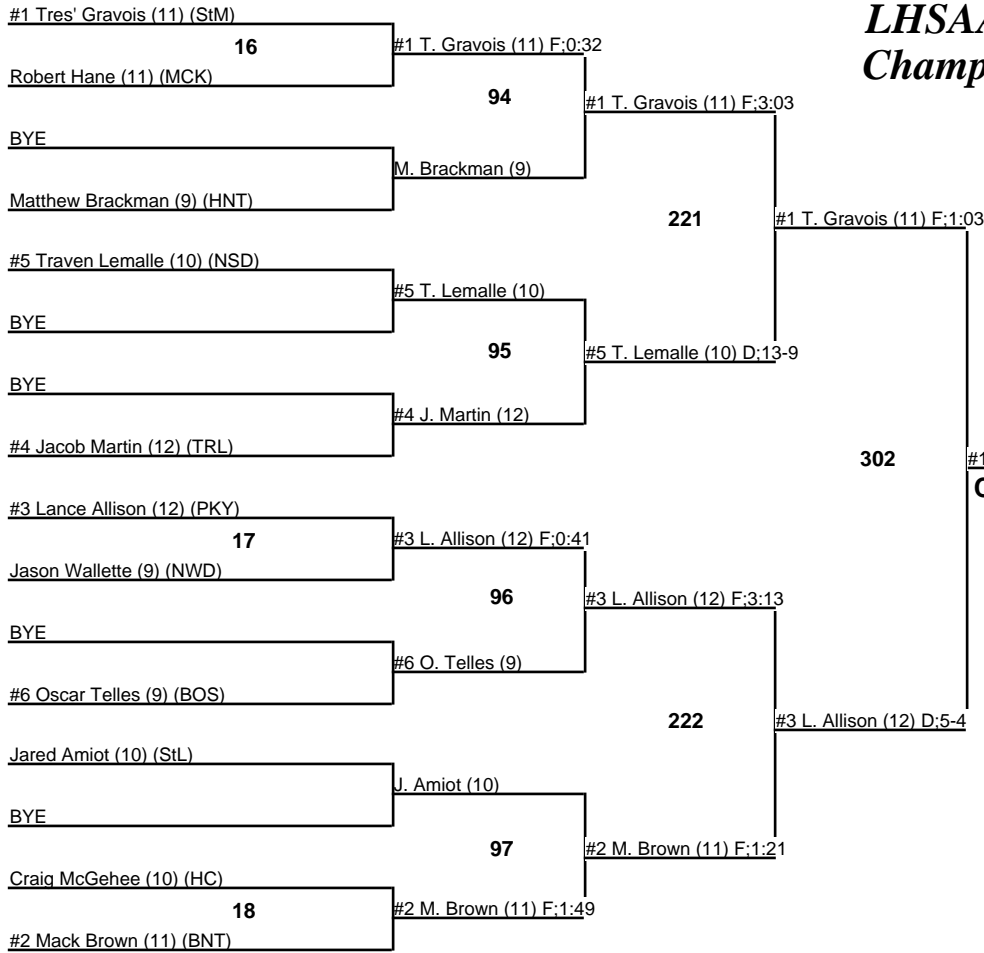 #1 Tres' Gravois (11) (StM)
LHSAA
16
#1 T. Gravois (11) F;0:32
Champ
Robert Hane (11) (MCK)
94
#1 T. Gravois (11) F;3:03
BYE
M. Brackman (9)
Matthew Brackman (9) (HNT)
221
#1 T. Gravois (11) F;1:03
#5 Traven Lemalle (10) (NSD)
#5 T. Lemalle (10)
BYE
95
#5 T. Lemalle (10) D;13-9
BYE
#4 J. Martin (12)
#4 Jacob Martin (12) (TRL)
302
#1
#3 Lance Allison (12) (PKY)
17
#3 L. Allison (12) F;0:41
Jason Wallette (9) (NWD)
96
#3 L. Allison (12) F;3:13
BYE
#6 O. Telles (9)
#6 Oscar Telles (9) (BOS)
222
#3 L. Allison (12) D;5-4
Jared Amiot (10) (StL)
J. Amiot (10)
BYE
97
#2 M. Brown (11) F;1:21
Craig McGehee (10) (HC)
18
#2 M. Brown (11) F;1:49
#2 Mack Brown (11) (BNT)